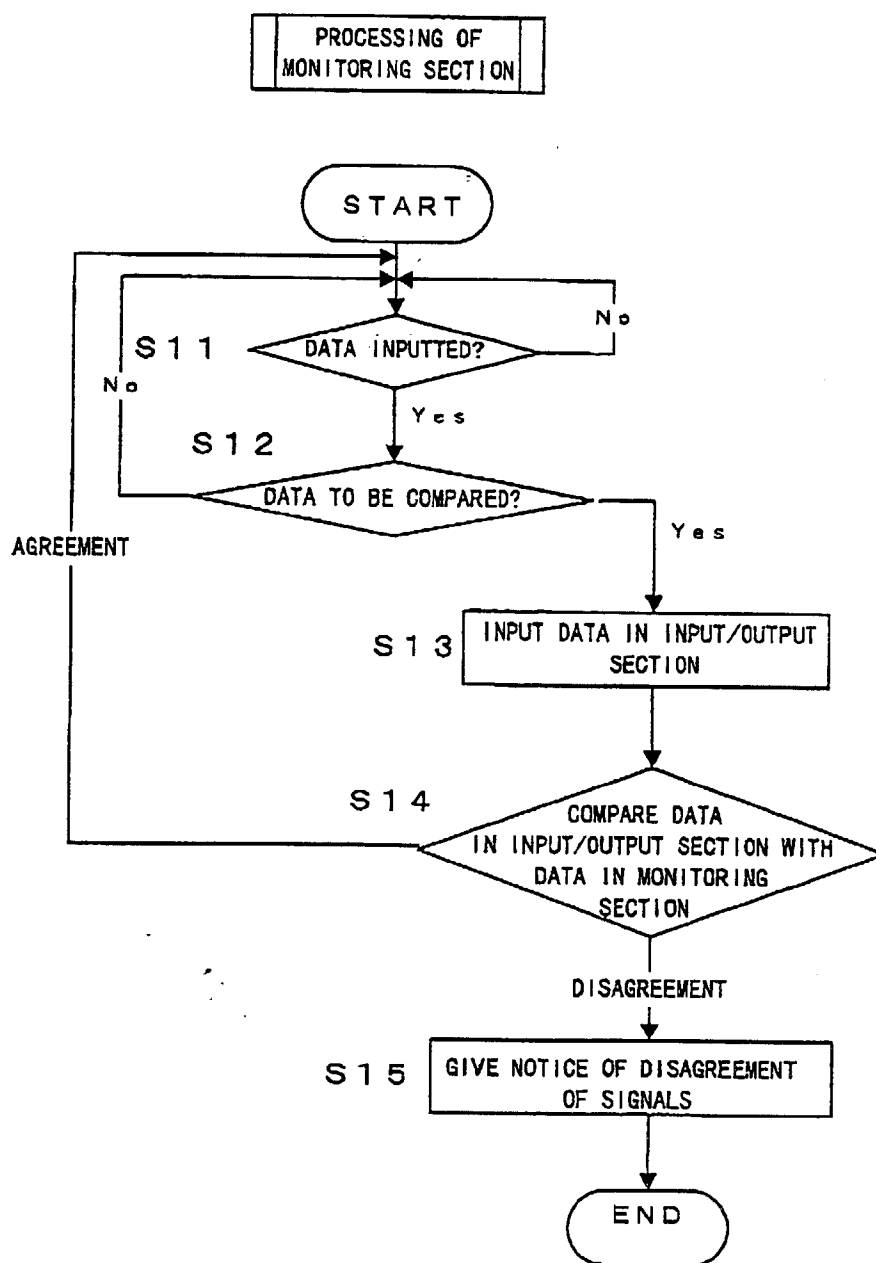 PROCESSING OF
MONITORING SECTION
START
No
S11
DATA INPUTTED?
No
Yes
S12
DATA TO BE COMPARED?
Yes
AGREEMENT
S13
INPUT DATA IN INPUT/OUTPUT
SECTION
S14
COMPARE DATA
IN INPUT/OUTPUT SECTION WITH
DATA IN MONITORING
SECTION
DISAGREEMENT
S15
GIVE NOTICE OF DISAGREEMENT
OF SIGNALS
END